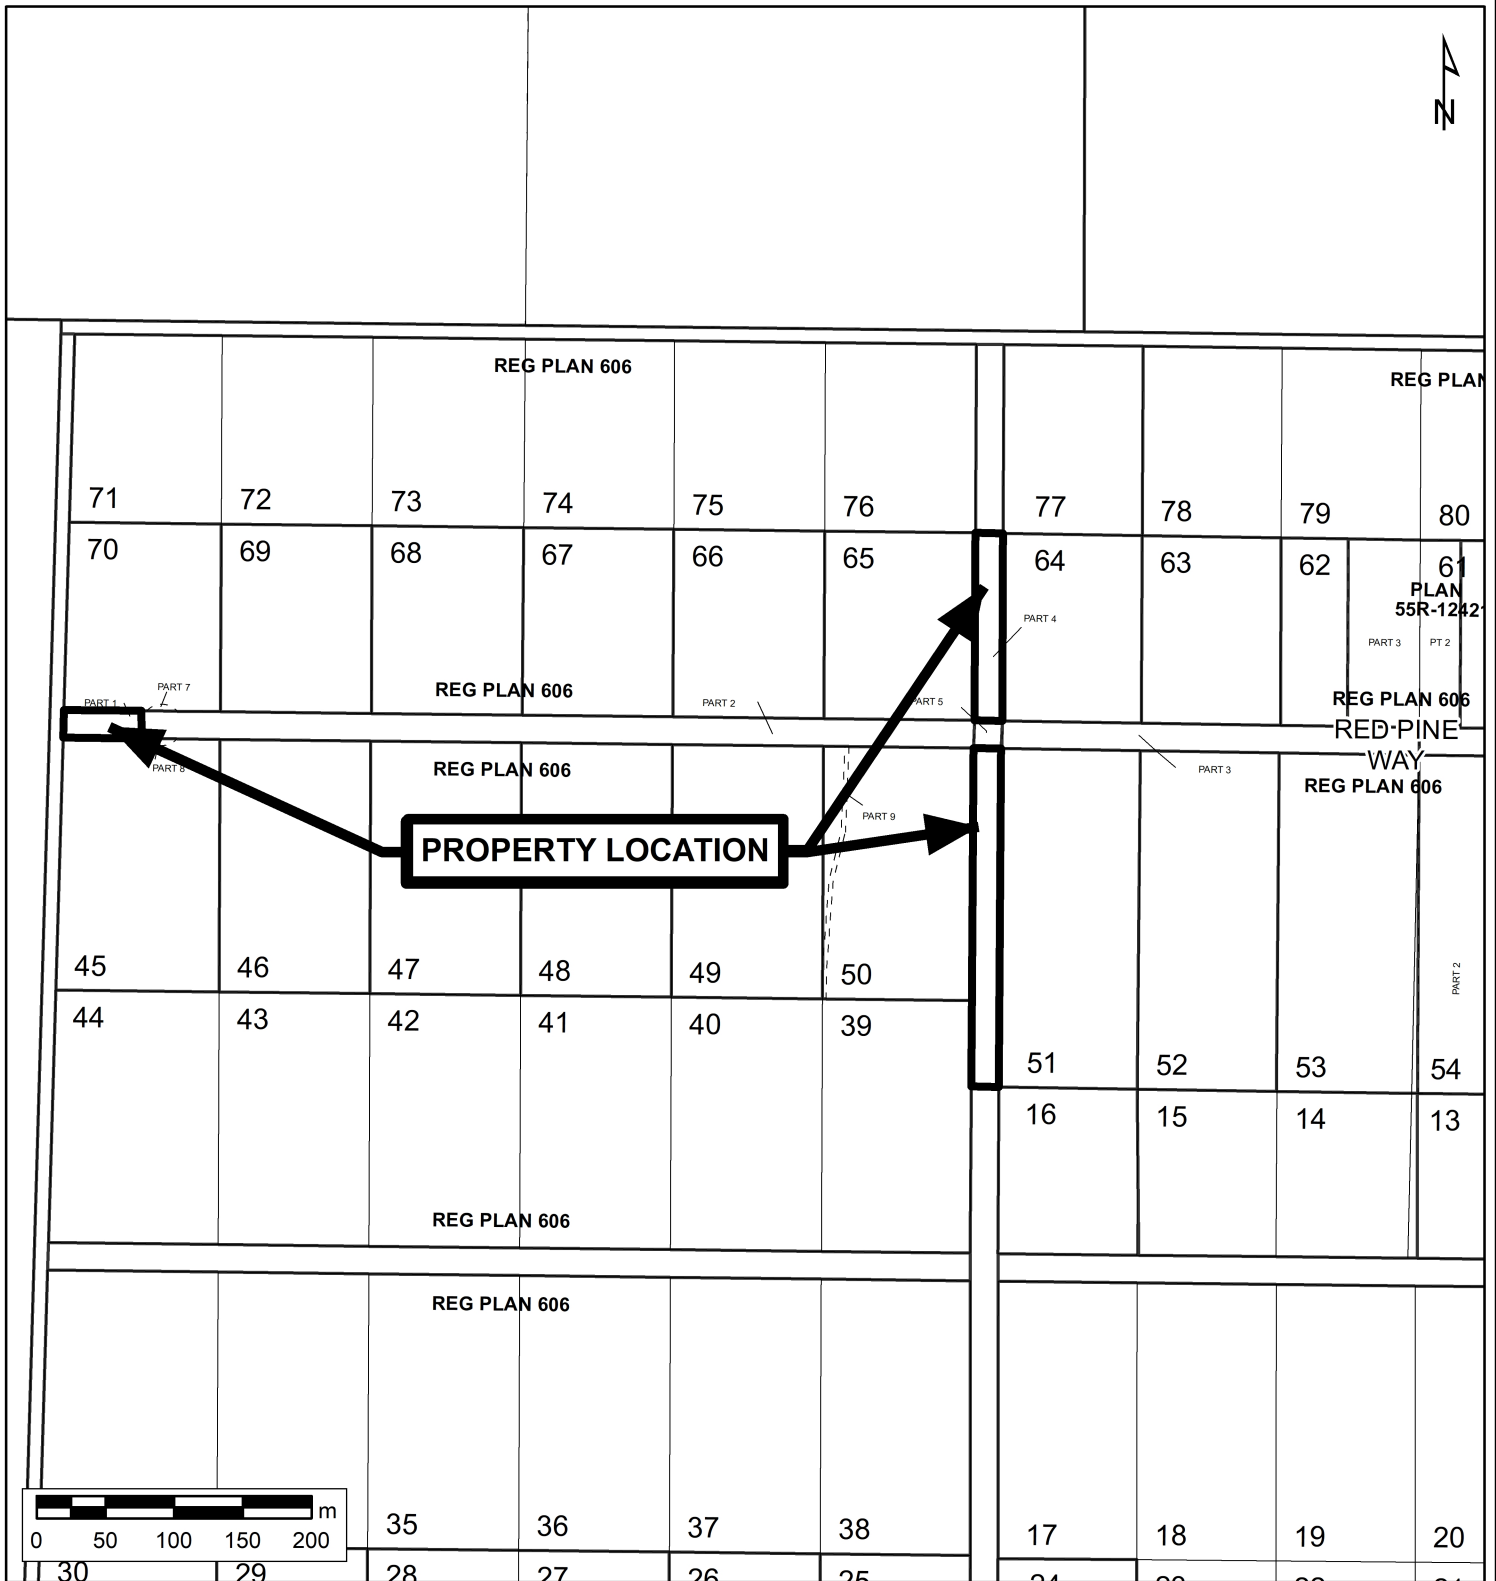 N
REG PLAN 606
REG PLAN
71 72 73 74 75 76 77 78 79 80
70 69 68 67 66 65 64 63 62 61
PLAN
55R-12421
PART 4
PART 3 PT 2
PART 7
REG PLAN 606
REG PLAN 606
PART 1
PART 2
PART 5
RED PINE
WAY
REG PLAN 606
PART 8
PART 3
REG PLAN 606
PART 9
PROPERTY LOCATION
45 46 47 48 49 50
PART 2
44 43 42 41 40 39
51 52 53 54
16 15 14 13
REG PLAN 606
REG PLAN 606
35 36 37 38 17 18 19 20
m
0 50 100 150 200
30 29 28 27 26 25